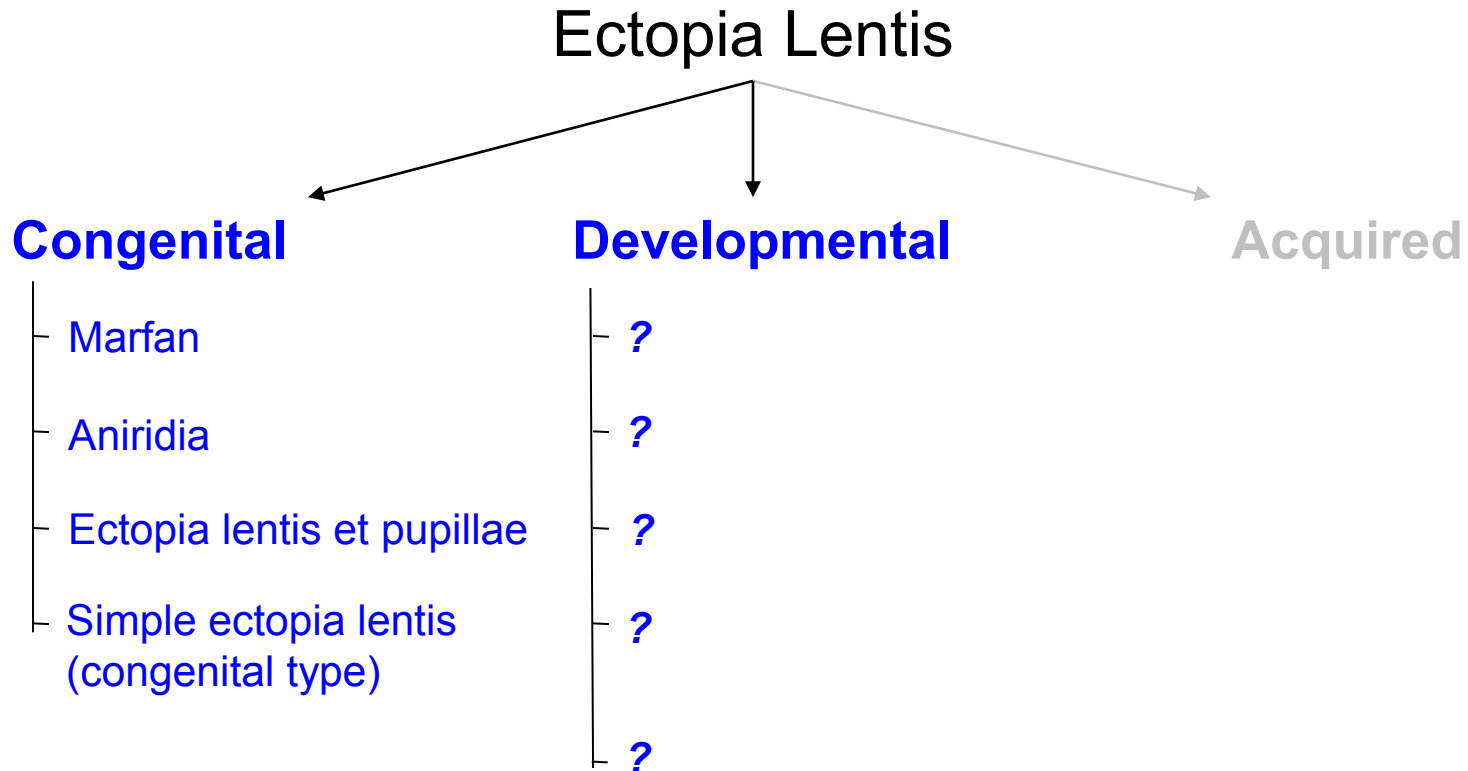 Ectopia Lentis
Congenital
Developmental
Acquired
Marfan
?
Aniridia
?
Ectopia lentis et pupillae
?
Simple ectopia lentis
(congenital type)
?
?